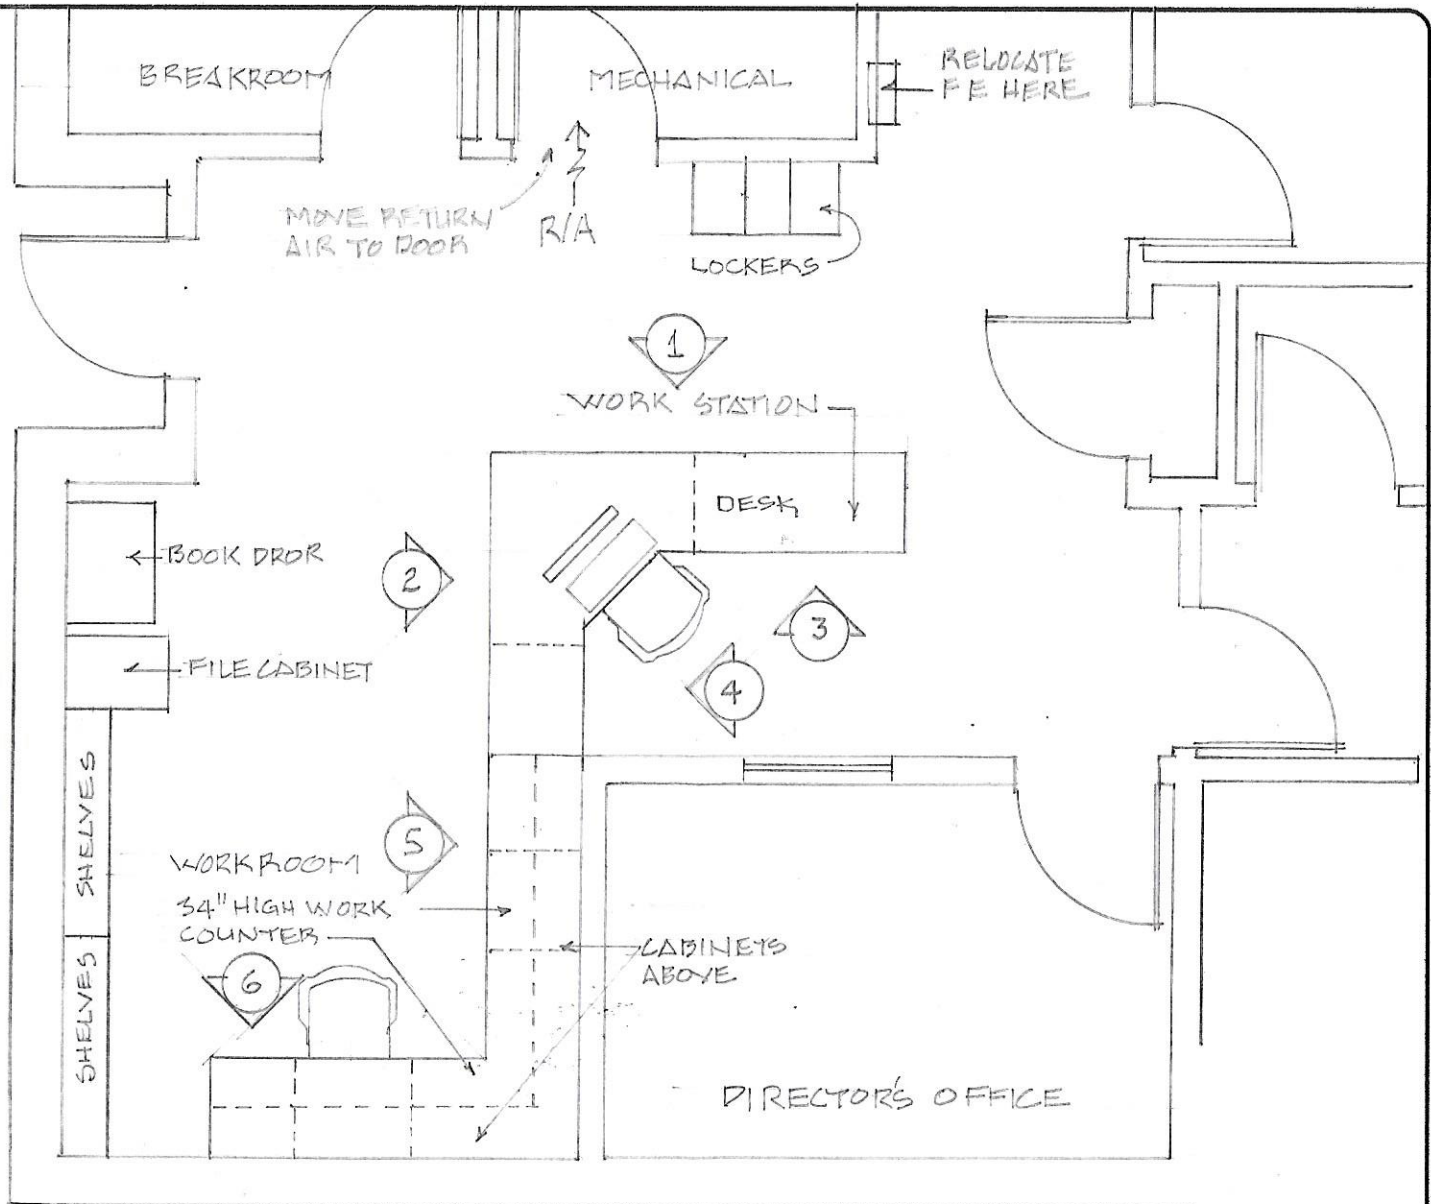 BREAKROOM
MECHANICAL
RELOCATE
FE HERE
MOVE RETURN
AIR TO DOOR
R/A
LOCKERS
1
WORK STATION
DESK
BOOK DROP
2
3
FILE CABINET
4
SHELVES
5
WORKROOM
34" HIGH WORK
COUNTER
CABINETS
ABOVE
6
SHELVES
DIRECTOR'S OFFICE